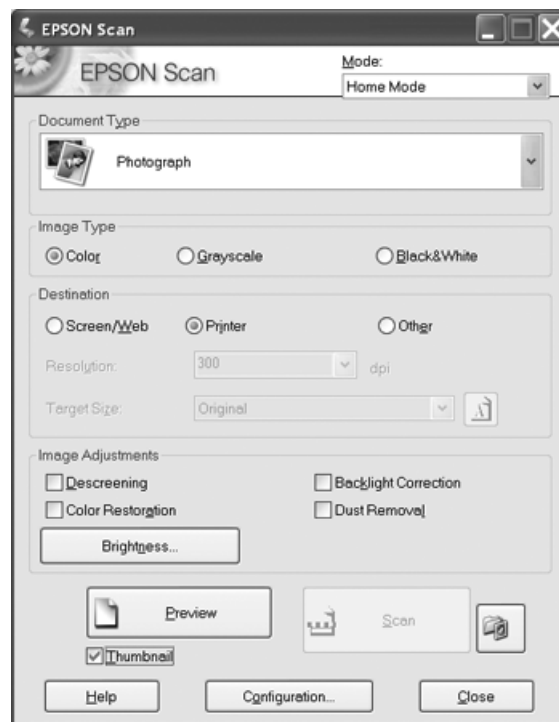 EPSON Scan
EPSON Scan
Mode:
Home Mode
Document Type
Photograph
Image Type
Color
Grayscale
Black&White
Destination
Screen/Web
Printer
Other
Resolution:
300
dpi
Target Size:
Original
Image Adjustments
Descreening
Backlight Correction
Color Restoration
Dust Removal
Brightness...
Preview
Scan
Thumbnail
Help
Configuration...
Close